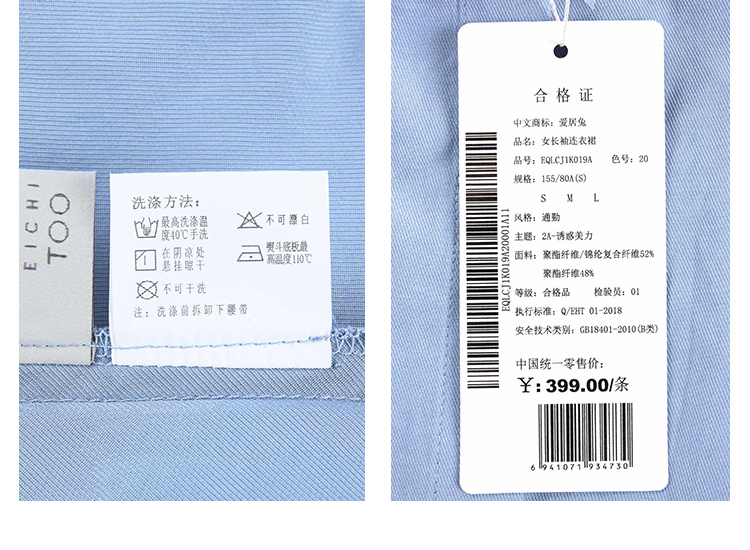 EICHI
TOO
洗涤方法:
最高洗涤温
度40℃手洗
不可漂白
在阴凉处
悬挂晾干
熨斗底板最
高温度110℃
不可干洗
注: 洗涤前拆卸下腰带
合格证
中文商标: 爱居兔
品名: 女长袖连衣裙
品号: EQLCJ1K019A 色号: 20
规格: 155/80A(S)
S M L
风格: 通勤
主题: 2A-诱惑美力
面料: 聚酯纤维/锦纶复合纤维52%
聚酯纤维48%
等级: 合格品 检验员: 01
执行标准: Q/EHT 01-2018
安全技术类别: GB18401-2010(B类)
中国统一零售价:
¥: 399.00/条
6 941071 934730
EQLCJ1K019A20001A11